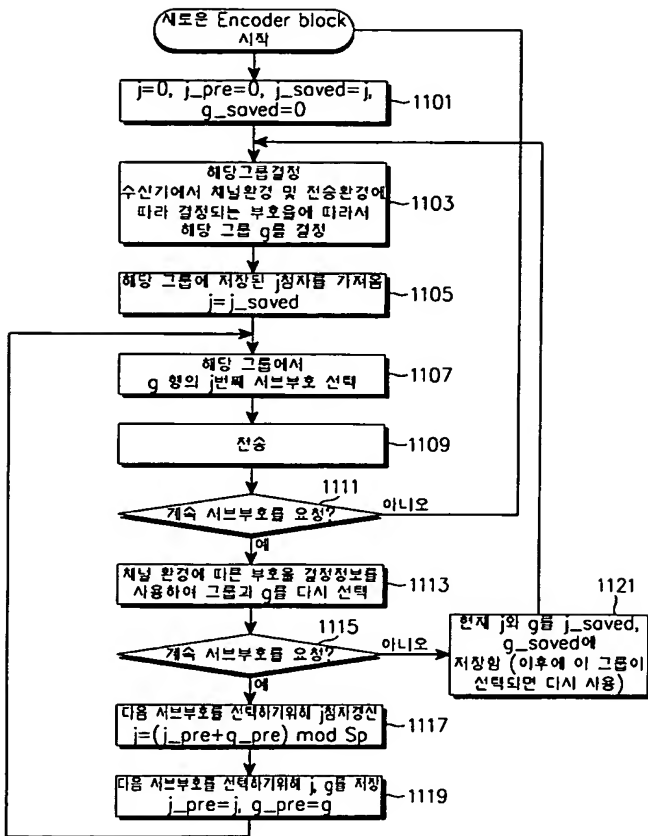 새로운 Encoder block
시작
j=0, j_pre=0, j_saved=j,
g_saved=0
1101
해당그룹결정
수신기에서 채널환경 및 전송환경에
따라 결정되는 부호율에 따라서
해당 그룹 g를 결정
1103
해당 그룹에 저장된 j첨자를 가져옴
j=j_saved
1105
해당 그룹에서
g 형의 j번째 서브부호 선택
1107
전송
1109
1111
계속 서브부호를 요청?
아니오
예
채널 환경에 따른 부호율 결정정보를
사용하여 그룹과 g를 다시 선택
1113
1115
계속 서브부호를 요청?
아니오
예
1121
현재 j와 g를 j_saved,
g_saved에
저장함 (이후에 이 그룹이
선택되면 다시 사용)
다음 서브부호를 선택하기위해 j첨자갱신
j=(j_pre+g_pre) mod Sp
1117
다음 서브부호를 선택하기위해 j, g를 저장
j_pre=j, g_pre=g
1119